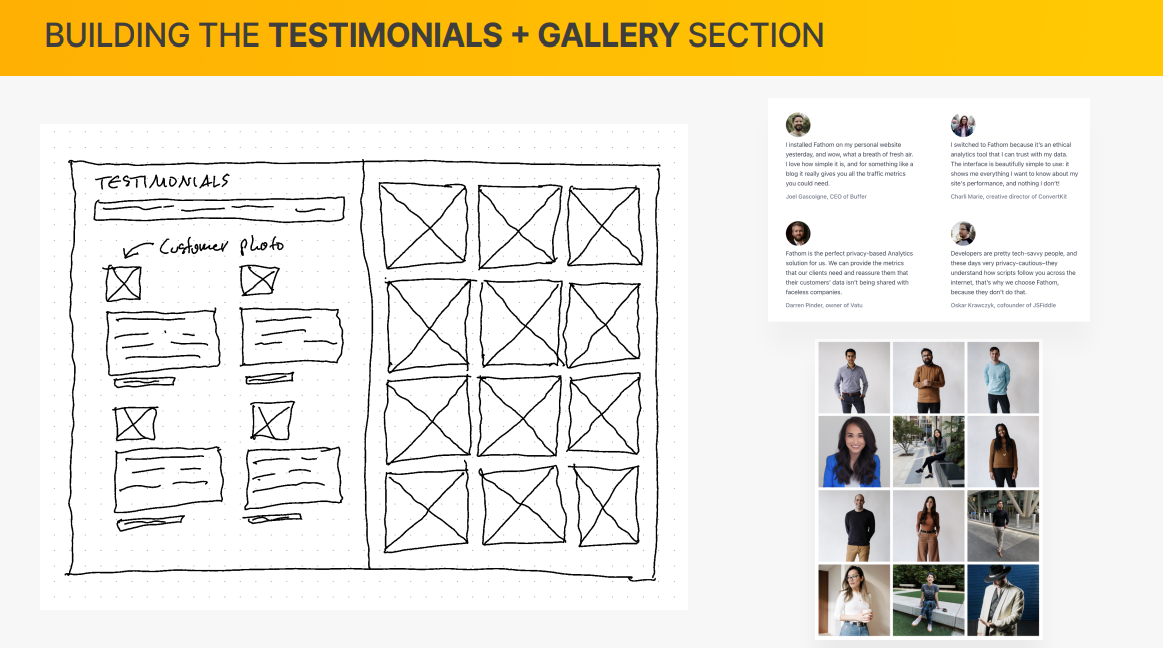 BUILDING THE TESTIMONIALS + GALLERY SECTION
TESTIMONIALS
Customer photo
I installed Fathom on my personal website
yesterday, and wow, what a breath of fresh air.
I love how simple it is, and for something like a
blog it really gives you all the traffic metrics
you could need.
Joel Gascoigne, CEO of Buffer
I switched to Fathom because it's an ethical
analytics tool that I can trust with my data.
The interface is beautifully simple to use: it
shows me everything I want to know about my
site's performance, and nothing I don't!
Charli Marie, creative director of ConvertKit
Fathom is the perfect privacy-based Analytics
solution for us. We can provide the metrics
that our clients need and reassure them that
their customers' data isn't being shared with
faceless companies.
Darren Pinder, owner of Vatu
Developers are pretty tech-savvy people, and
these days very privacy-cautious–they
understand how scripts follow you across the
internet, that's why we choose Fathom,
because they don't do that.
Oskar Krawczyk, cofounder of JSFiddle